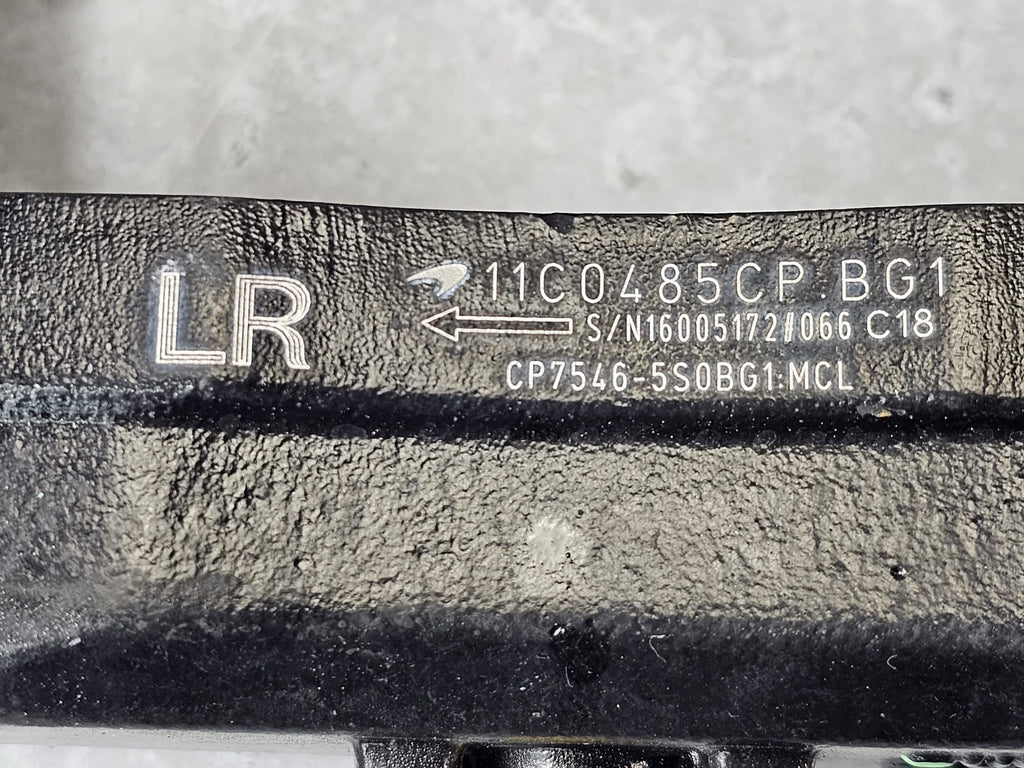 LR
11C0485CP.BG1
S/N16005172//066 C18
CP7546-5S0BG1:MCL